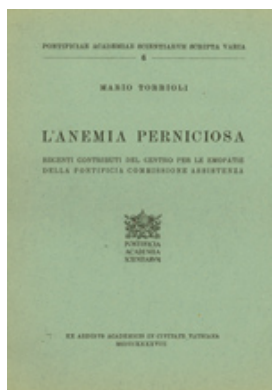 PONTIFICIAE ACADEMIAE SCIENTIARVM SCRIPTA VARIA
6
MARIO TORRIOLI
L'ANEMIA PERNICIOSA
RECENTI CONTRIBUTI DEL CENTRO PER LE EMOPATIE
DELLA PONTIFICIA COMMISSIONE ASSISTENZA
PONTIFICIA
ACADEMIA
SCIENTIARVM
EX AEDIBVS ACADEMICIS IN CIVITATE VATICANA